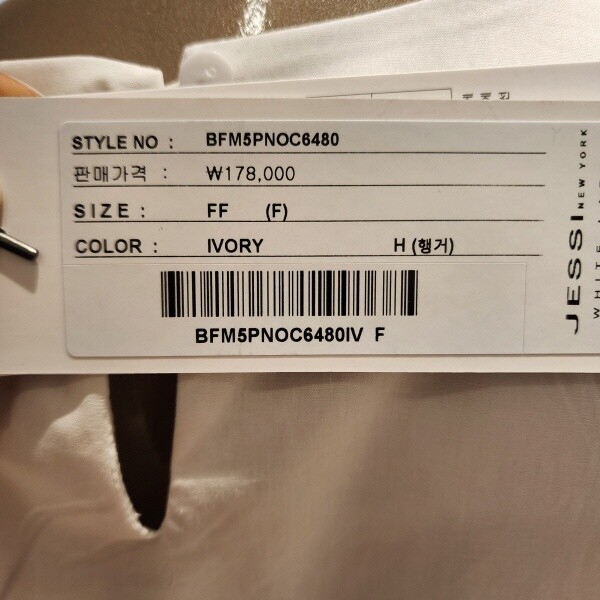 STYLE NO : BFM5PNOC6480
판매가격 : ₩178,000
SIZE : FF (F)
COLOR : IVORY H (행거)
BFM5PNOC6480IV F
JESSI NEW YORK
WHITE